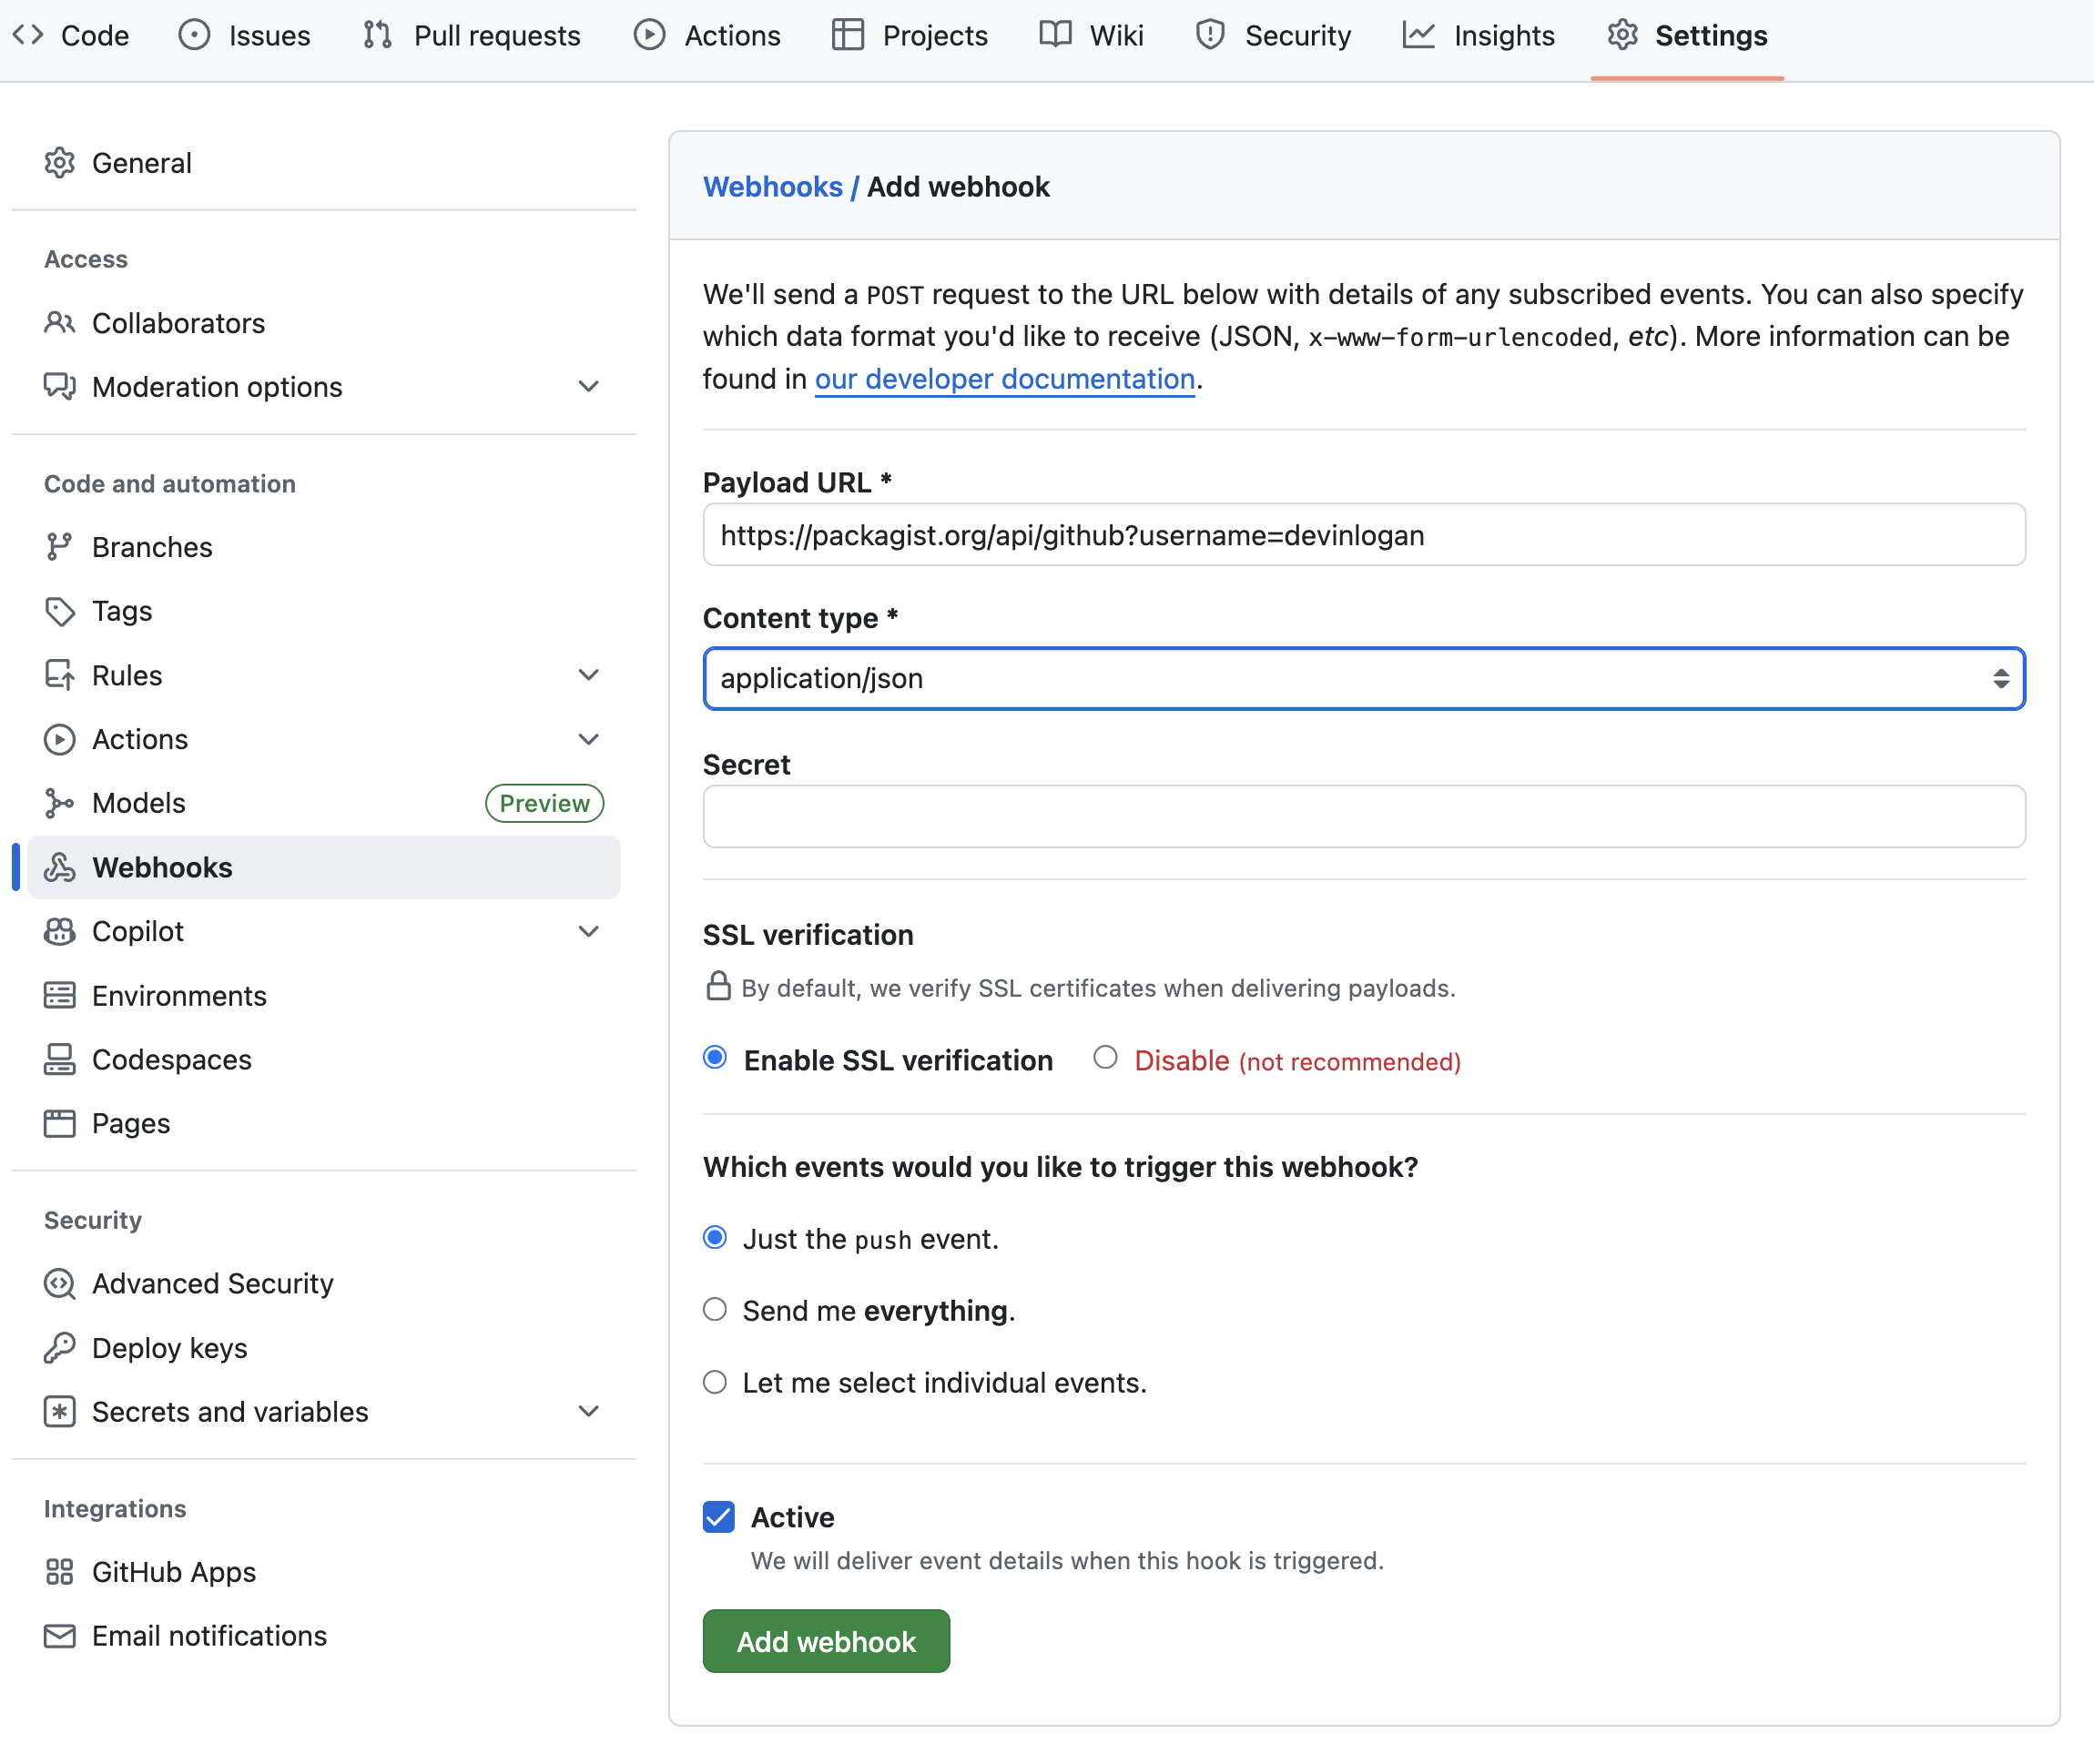 Code
Issues
Pull requests
Actions
Projects
Wiki
Security
Insights
Settings
General
Access
Collaborators
Moderation options
Code and automation
Branches
Tags
Rules
Actions
Models
Preview
Webhooks
Copilot
Environments
Codespaces
Pages
Security
Advanced Security
Deploy keys
Secrets and variables
Integrations
GitHub Apps
Email notifications
Webhooks / Add webhook
We'll send a POST request to the URL below with details of any subscribed events. You can also specify
which data format you'd like to receive (JSON, x-www-form-urlencoded, etc). More information can be
found in our developer documentation.
Payload URL *
https://packagist.org/api/github?username=devinlogan
Content type *
application/json
Secret
SSL verification
By default, we verify SSL certificates when delivering payloads.
Enable SSL verification
Disable (not recommended)
Which events would you like to trigger this webhook?
Just the push event.
Send me everything.
Let me select individual events.
Active
We will deliver event details when this hook is triggered.
Add webhook